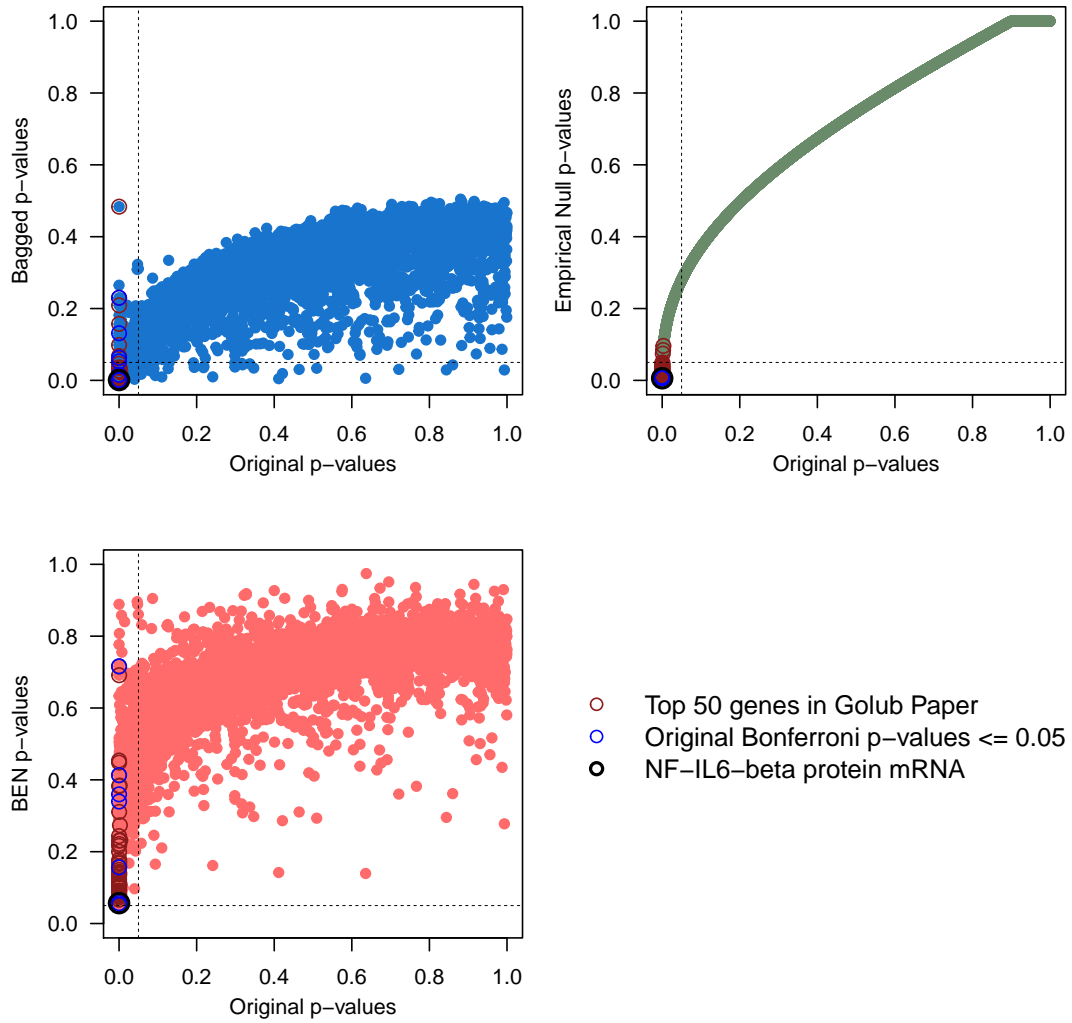 Bagged p−values
1.0
0.8
0.6
0.4
0.2
0.0
0.0 0.2 0.4 0.6 0.8 1.0
Original p−values
Empirical Null p−values
1.0
0.8
0.6
0.4
0.2
0.0
0.0 0.2 0.4 0.6 0.8 1.0
Original p−values
BEN p−values
1.0
0.8
0.6
0.4
0.2
0.0
0.0 0.2 0.4 0.6 0.8 1.0
Original p−values
Top 50 genes in Golub Paper
Original Bonferroni p−values <= 0.05
NF−IL6−beta protein mRNA